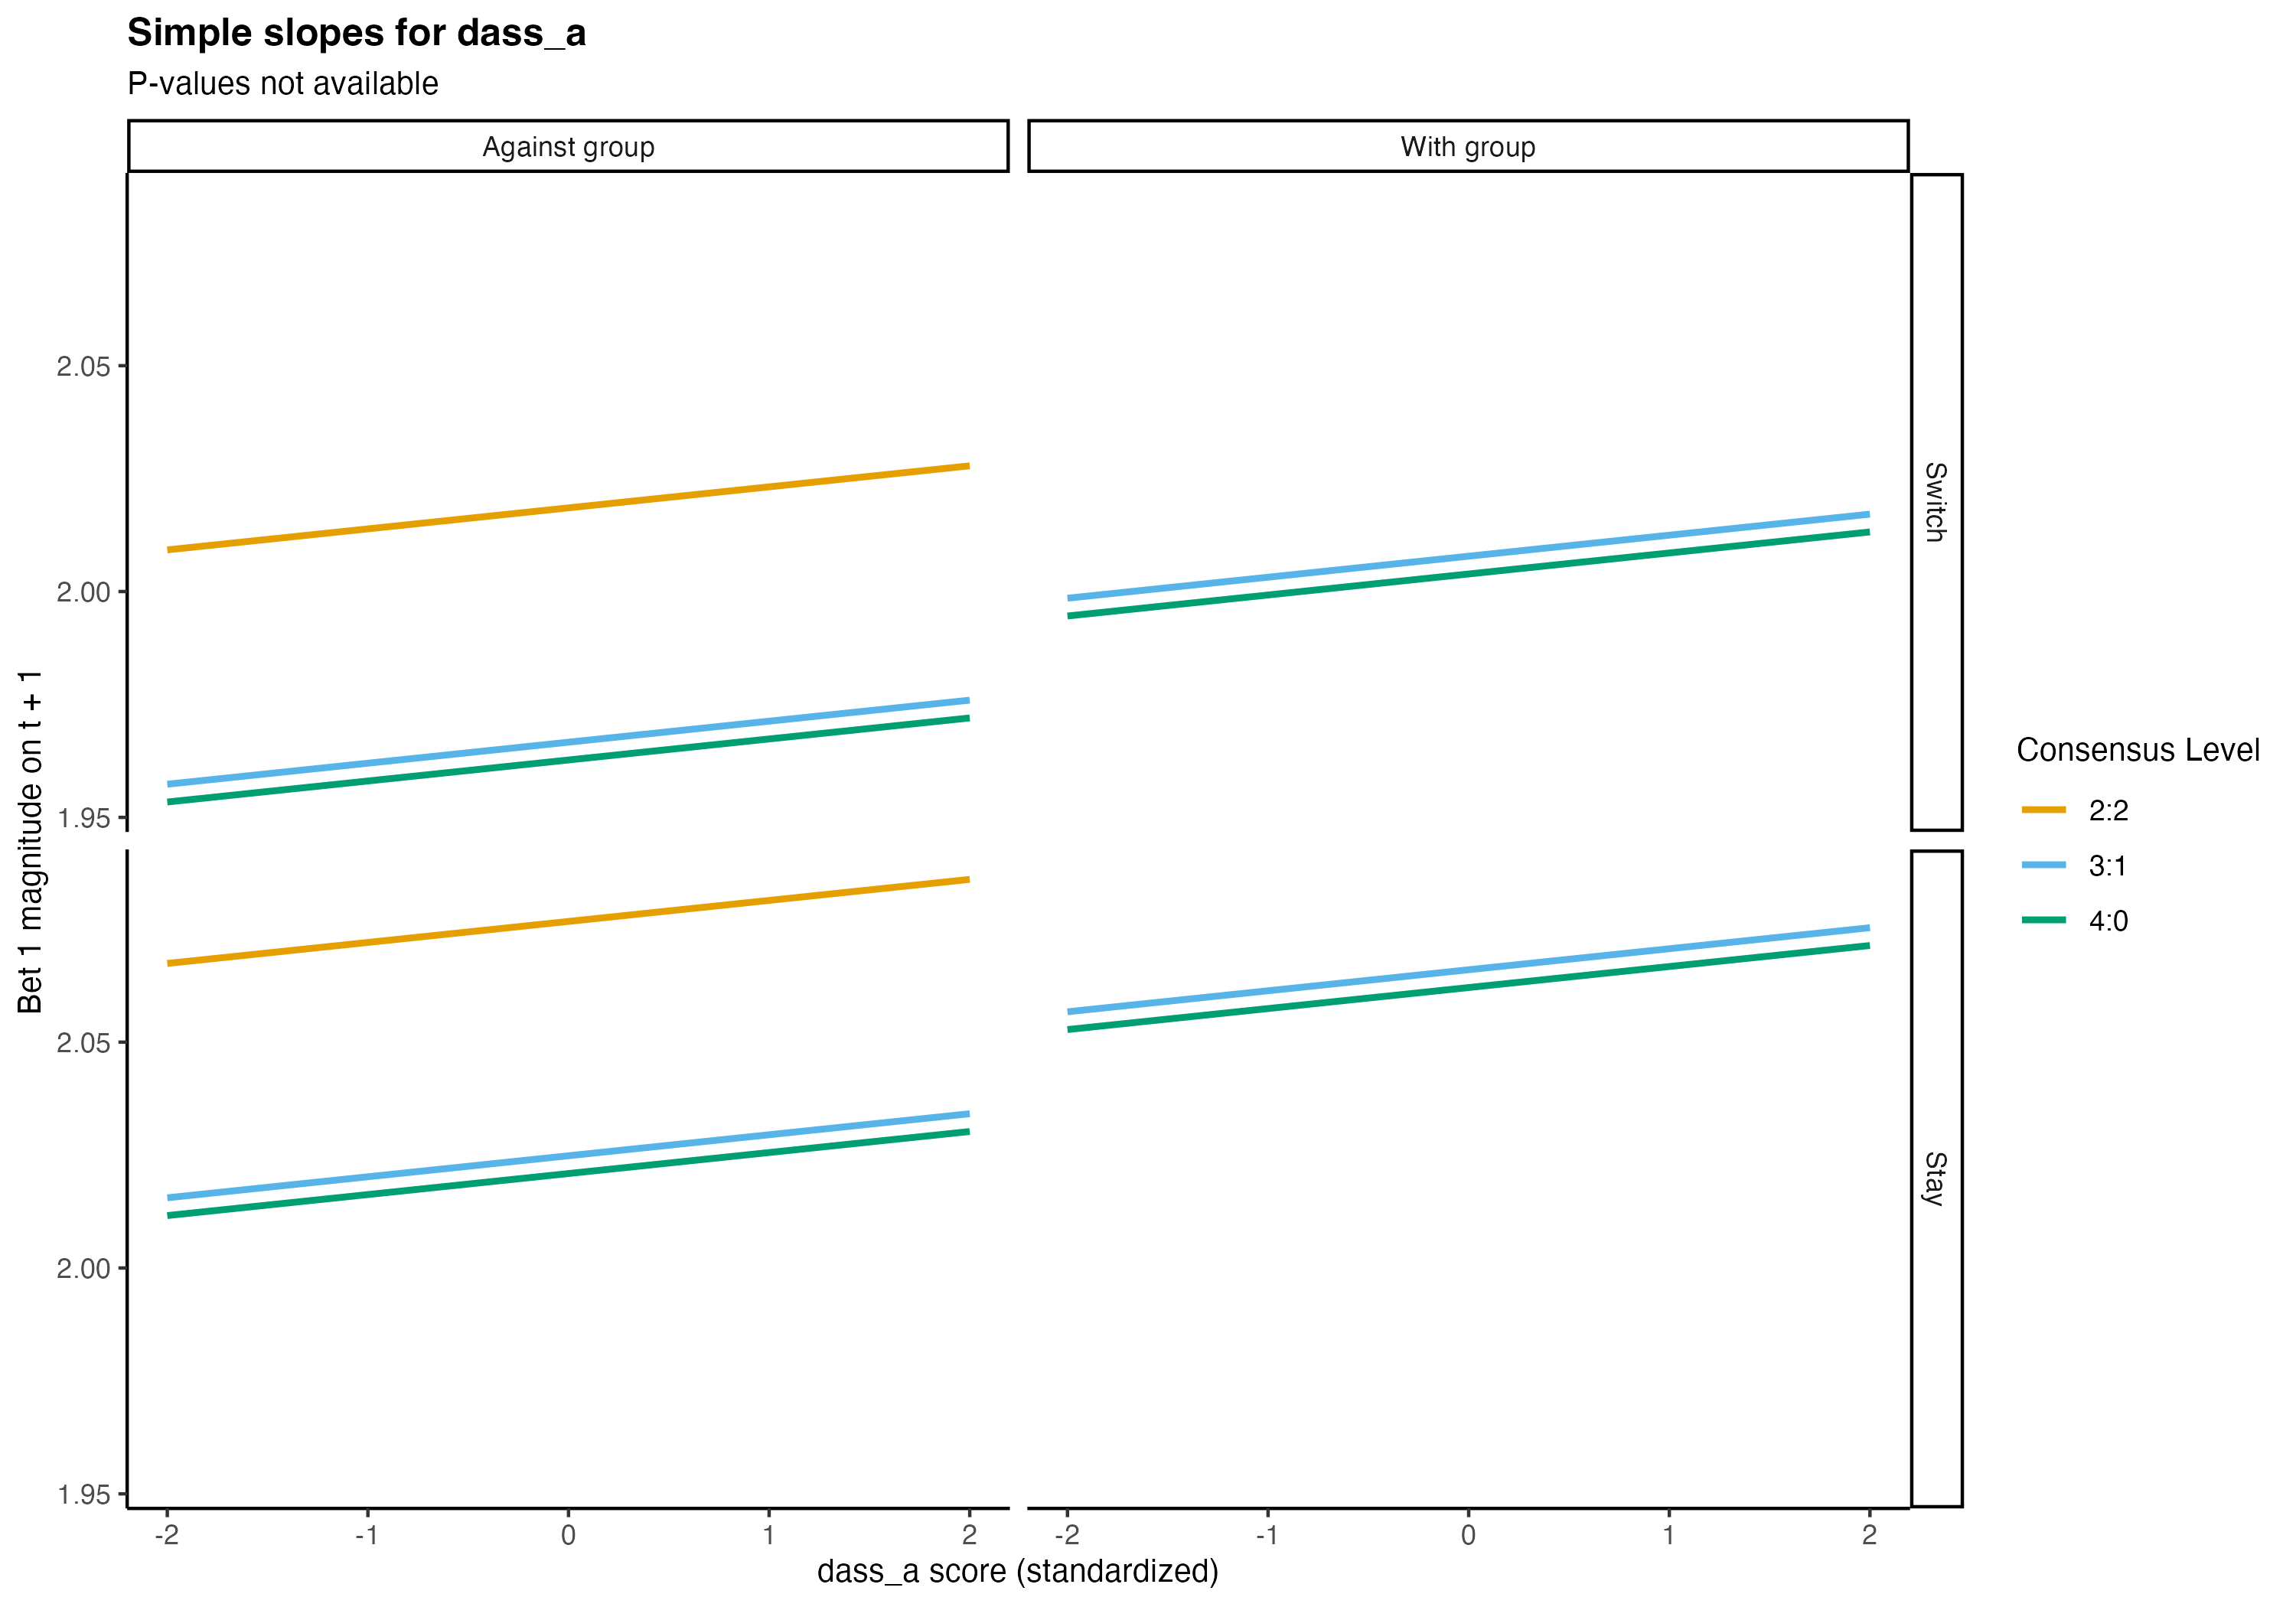 Simple slopes for dass_a
P-values not available
Against group
With group
Switch
Stay
Bet 1 magnitude on t + 1
2.05
2.00
1.95
2.05
2.00
1.95
-2
-1
0
1
2
-2
-1
0
1
2
dass_a score (standardized)
Consensus Level
2:2
3:1
4:0